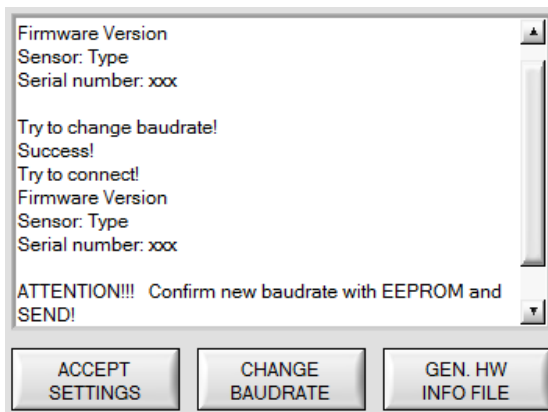 Firmware Version
Sensor: Type
Serial number: xxx
Try to change baudrate!
Success!
Try to connect!
Firmware Version
Sensor: Type
Serial number: xxx
ATTENTION!!!   Confirm new baudrate with EEPROM and
SEND!
ACCEPT
SETTINGS
CHANGE
BAUDRATE
GEN. HW
INFO FILE